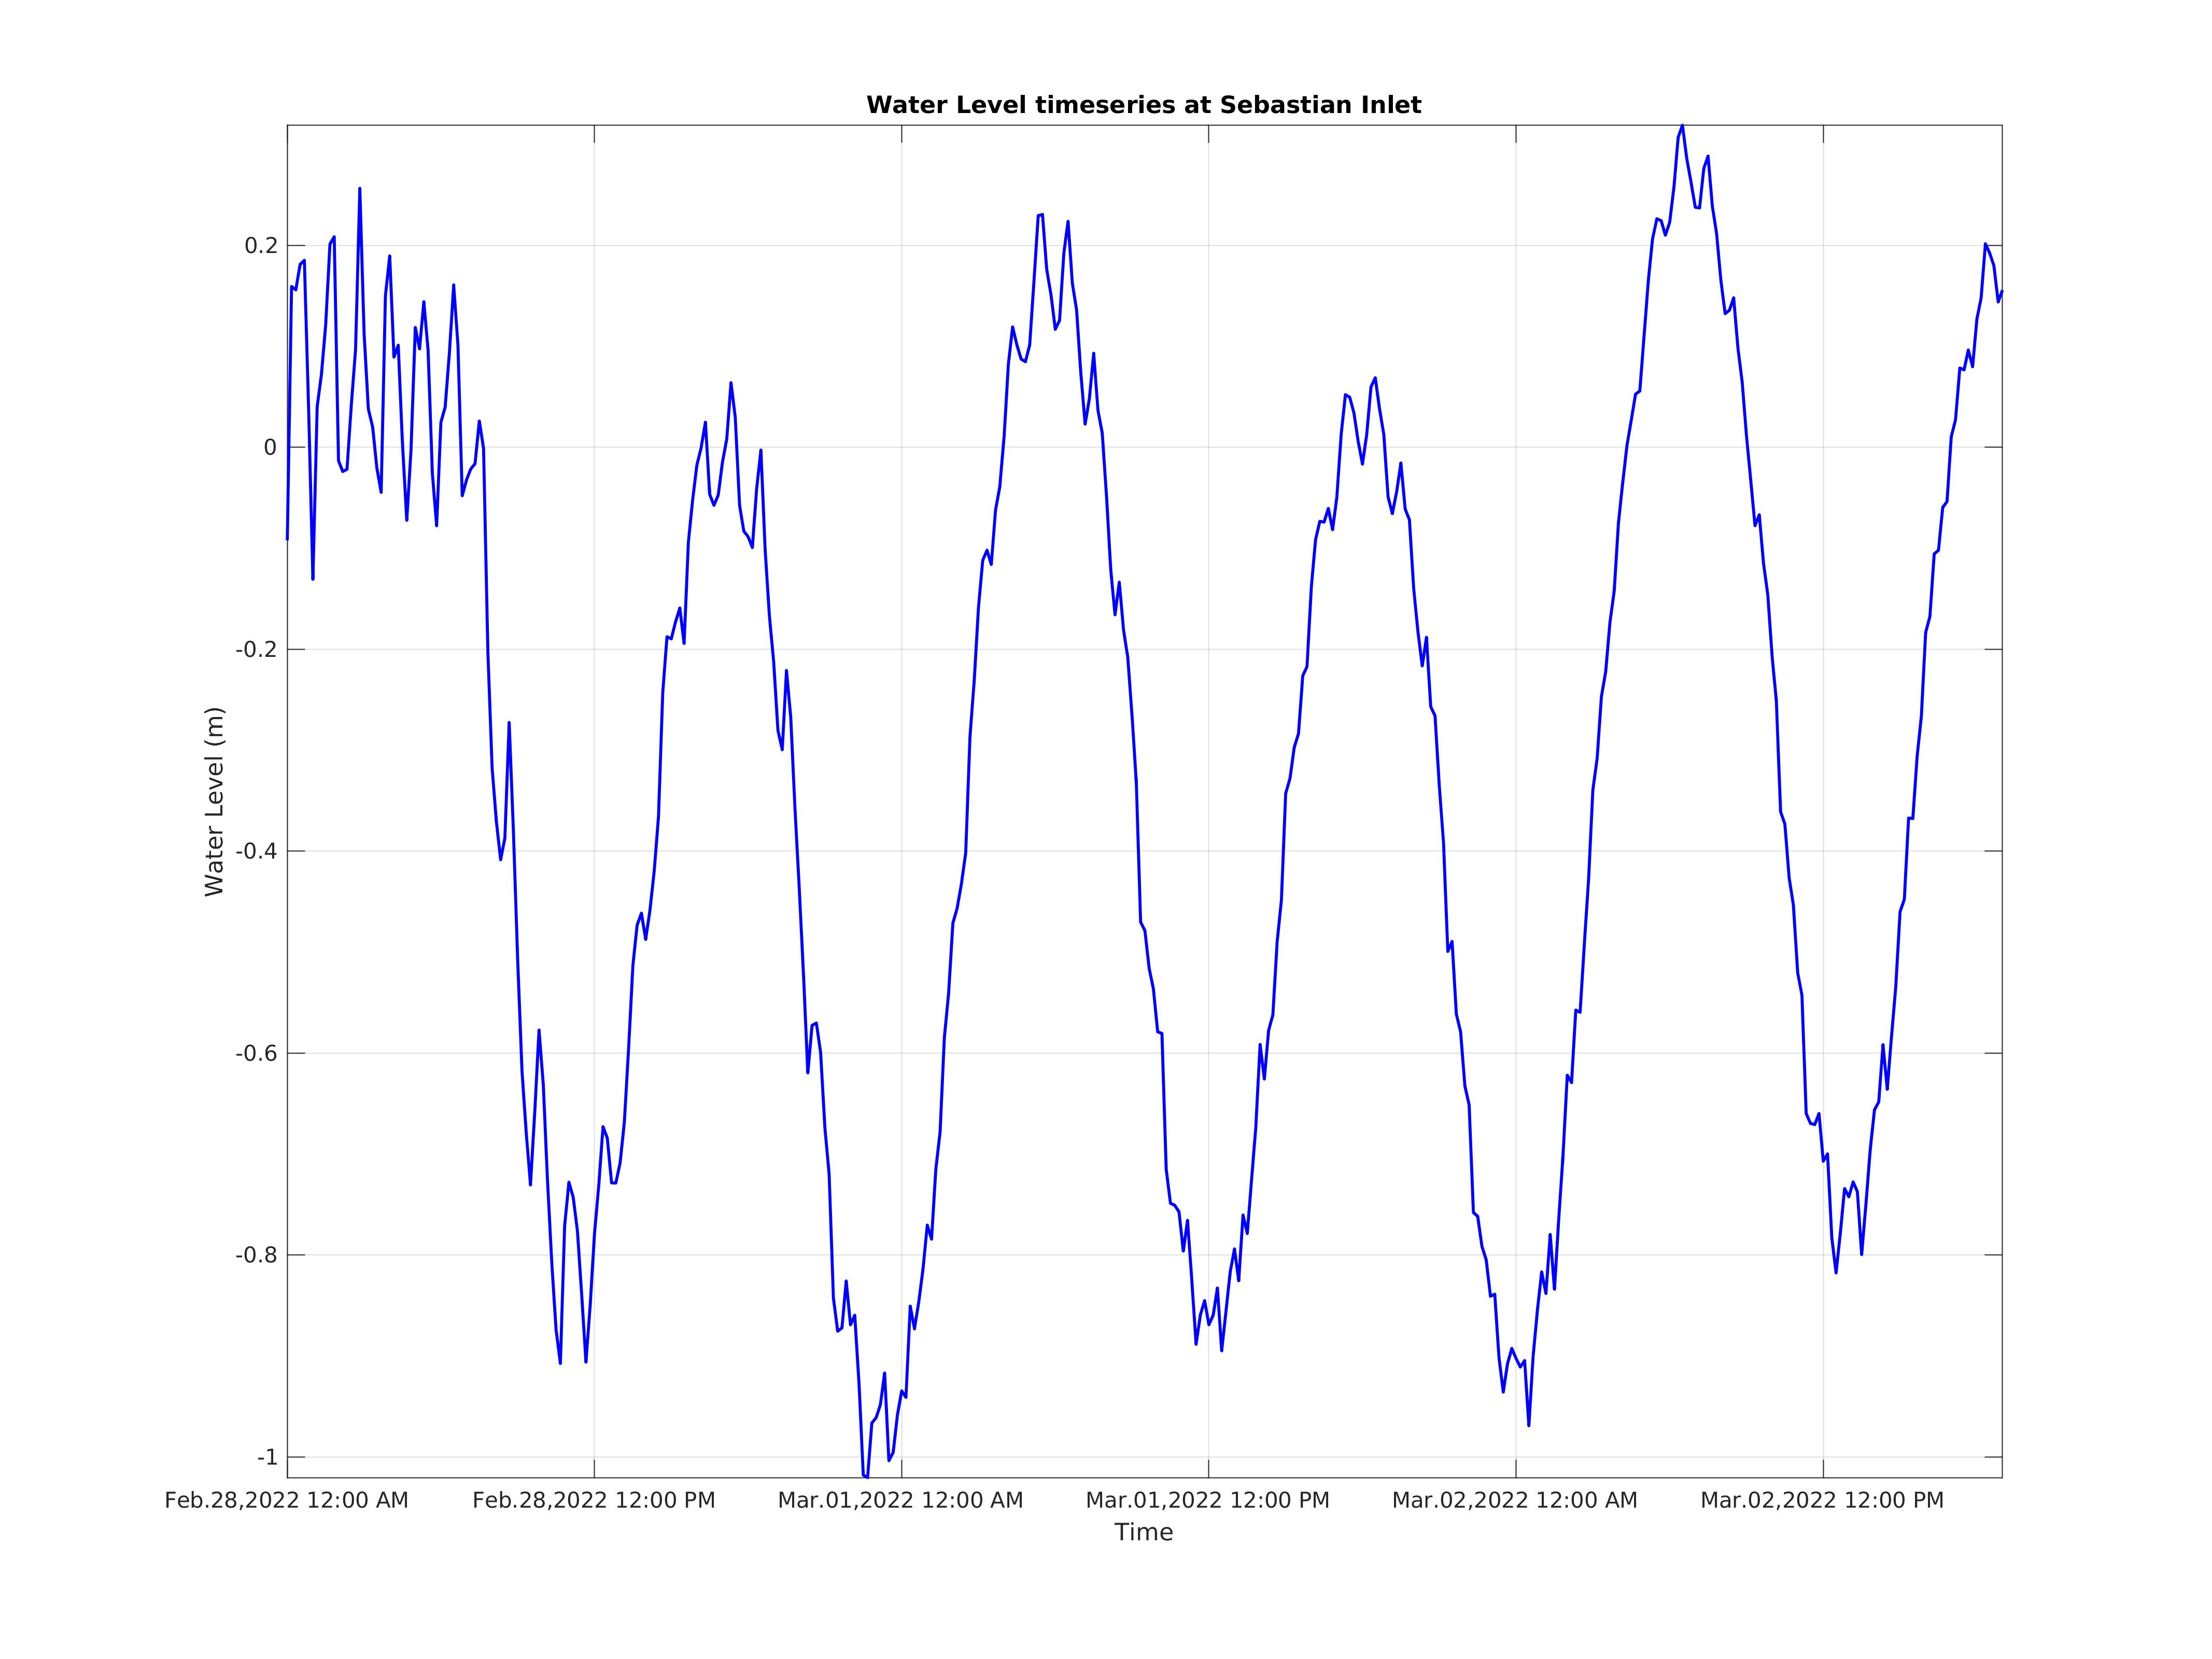 Water Level timeseries at Sebastian Inlet
0.2
0
-0.2
-0.4
-0.6
-0.8
-1
Water Level (m)
Feb.28,2022 12:00 AM Feb.28,2022 12:00 PM Mar.01,2022 12:00 AM Mar.01,2022 12:00 PM Mar.02,2022 12:00 AM Mar.02,2022 12:00 PM
Time